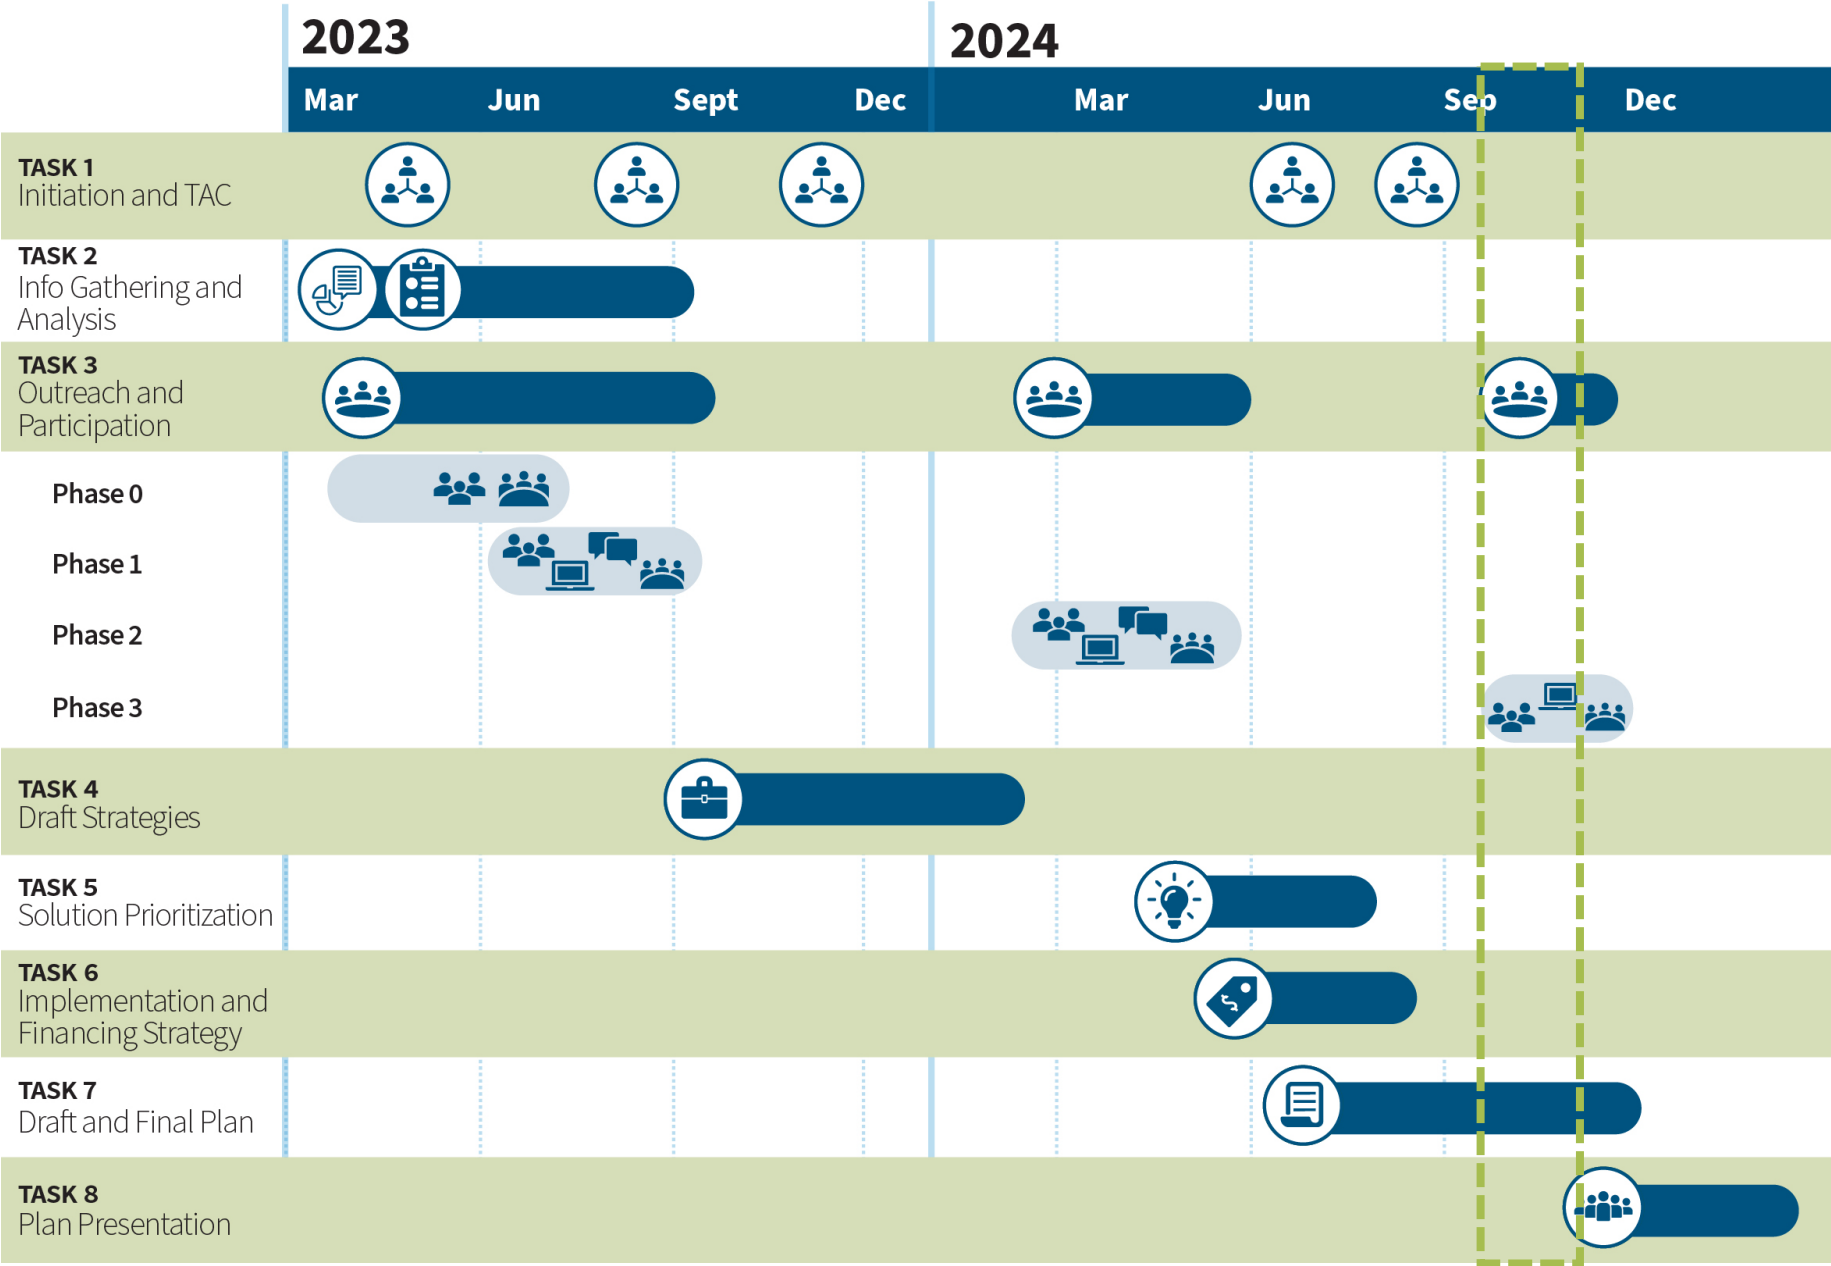 2023
2024
Mar Jun Sept Dec Mar Jun Sep Dec
TASK 1
Initiation and TAC
TASK 2
Info Gathering and
Analysis
TASK 3
Outreach and
Participation
Phase 0
Phase 1
Phase 2
Phase 3
TASK 4
Draft Strategies
TASK 5
Solution Prioritization
TASK 6
Implementation and
Financing Strategy
TASK 7
Draft and Final Plan
TASK 8
Plan Presentation